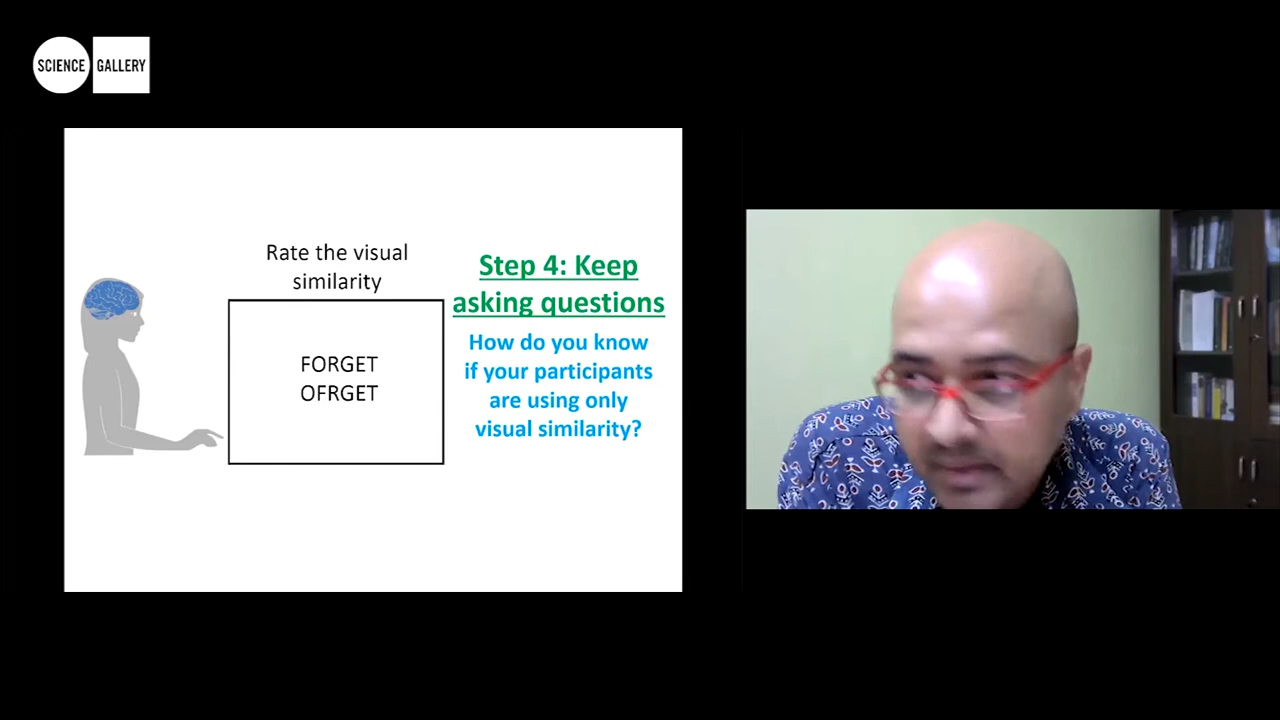 SCIENCE GALLERY
Rate the visual
similarity
FORGET
OFRGET
Step 4: Keep
asking questions
How do you know
if your participants
are using only
visual similarity?